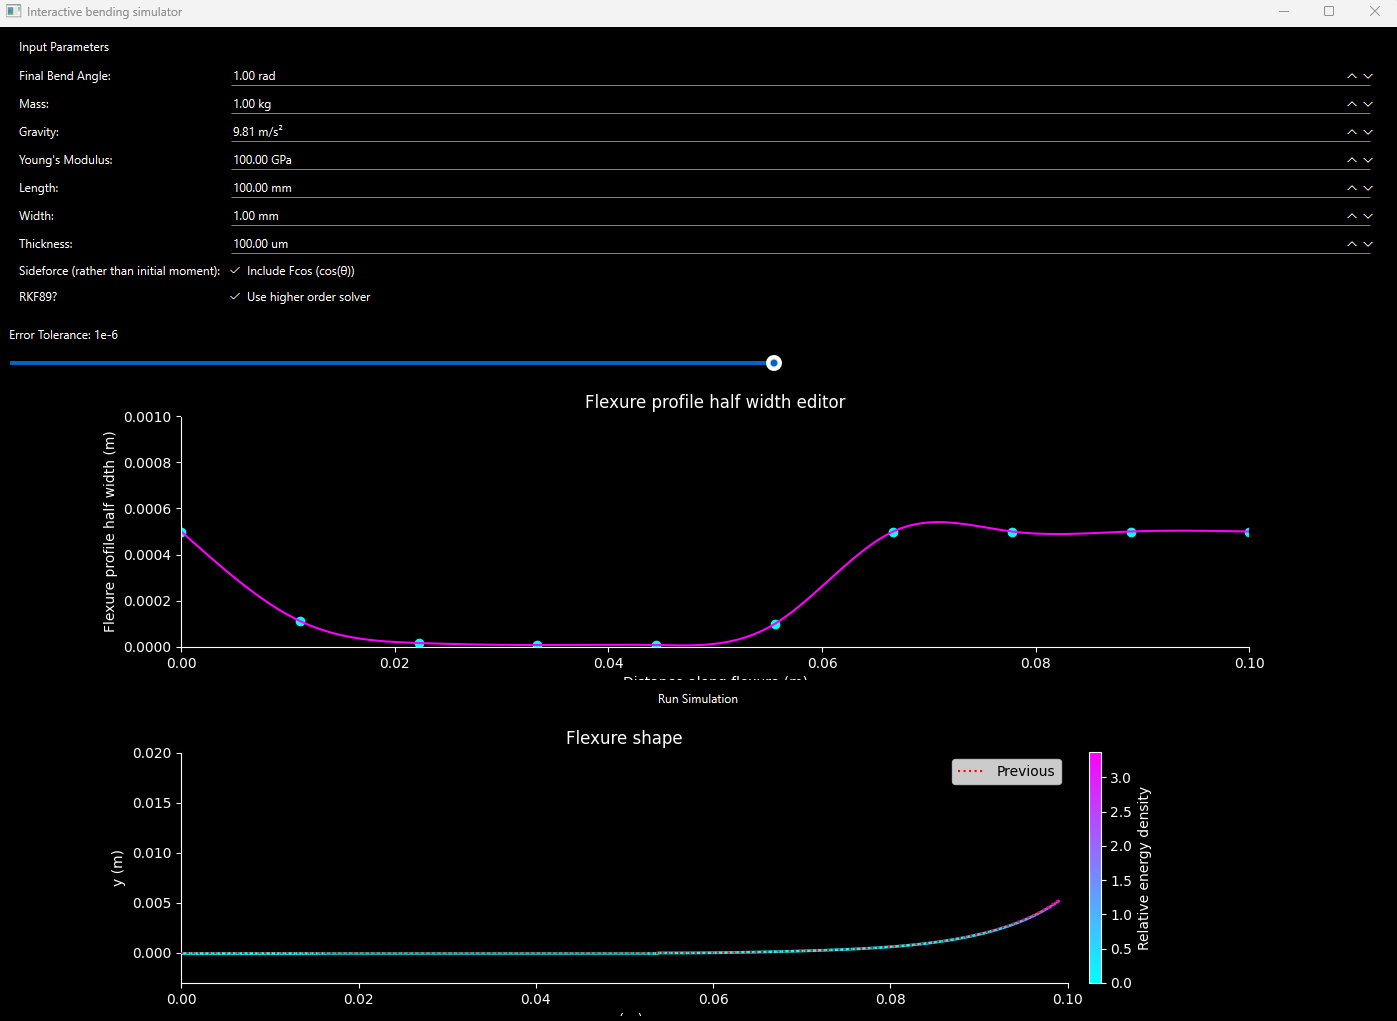 Interactive bending simulator
Input Parameters
Final Bend Angle: 1.00 rad
Mass: 1.00 kg
Gravity: 9.81 m/s²
Young's Modulus: 100.00 GPa
Length: 100.00 mm
Width: 1.00 mm
Thickness: 100.00 um
Sideforce (rather than initial moment): Include Fcos (cos(θ))
RKF89? Use higher order solver
Error Tolerance: 1e-6
Flexure profile half width editor
Flexure profile half width (m)
0.0010
0.0008
0.0006
0.0004
0.0002
0.0000
0.00 0.02 0.04 0.06 0.08 0.10
Distance along flexure (m)
Run Simulation
Flexure shape
y (m)
0.020
0.015
0.010
0.005
0.000
0.00 0.02 0.04 0.06 0.08 0.10
Previous
3.0
2.5
2.0
1.5
1.0
0.5
0.0
Relative energy density